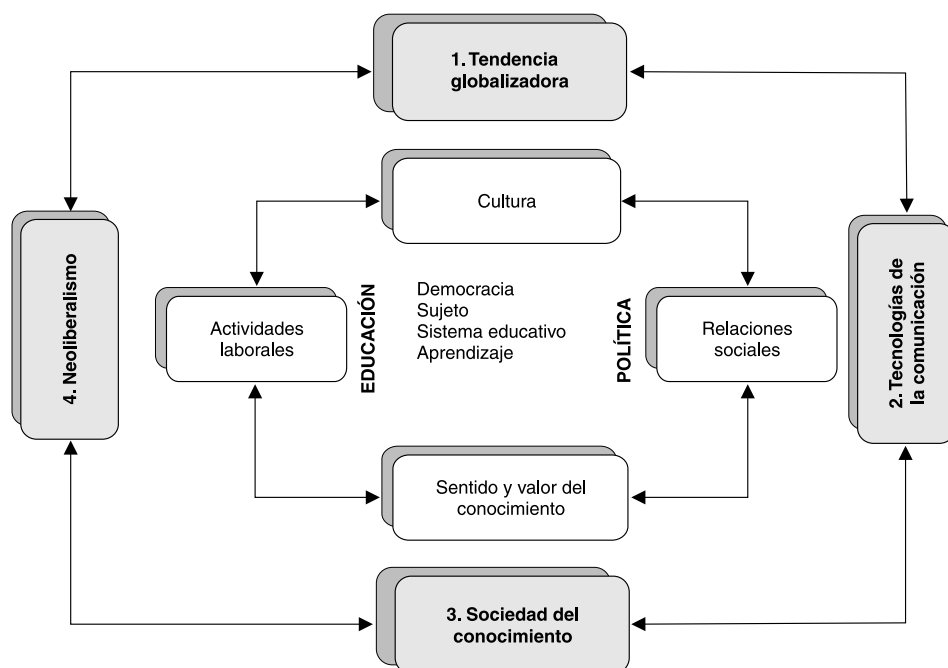 1. Tendencia
globalizadora
Cultura
4. Neoliberalismo
Actividades
laborales
EDUCACIÓN
Democracia
Sujeto
Sistema educativo
Aprendizaje
POLÍTICA
Relaciones
sociales
2. Tecnologías de
la comunicación
Sentido y valor del
conocimiento
3. Sociedad del
conocimiento